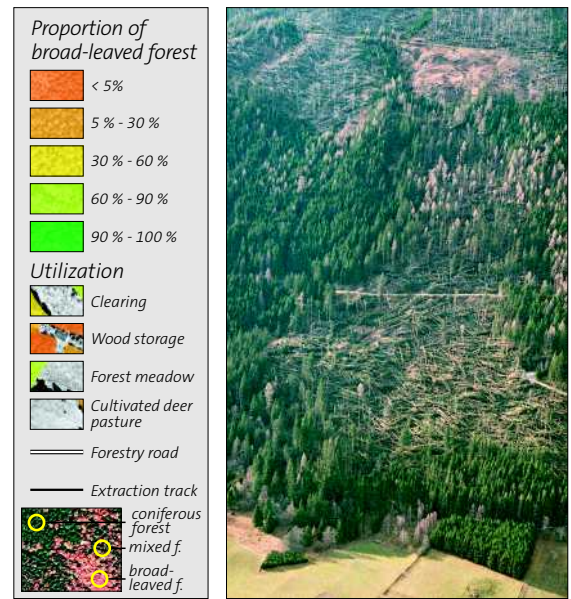 Proportion of
broad-leaved forest
< 5%
5 % - 30 %
30 % - 60 %
60 % - 90 %
90 % - 100 %
Utilization
Clearing
Wood storage
Forest meadow
Cultivated deer
pasture
Forestry road
Extraction track
coniferous
forest
mixed f.
broad-
leaved f.